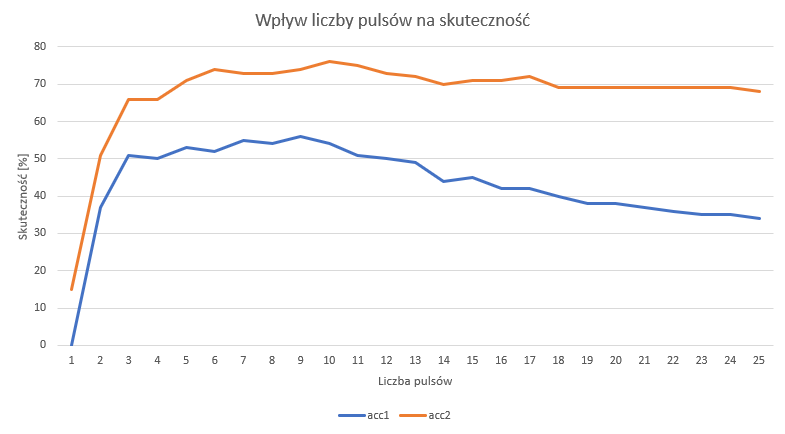 Wpływ liczby pulsów na skuteczność
80
70
60
50
40
30
20
10
0
Skuteczność [%]
1 2 3 4 5 6 7 8 9 10 11 12 13 14 15 16 17 18 19 20 21 22 23 24 25
Liczba pulsów
acc1 acc2